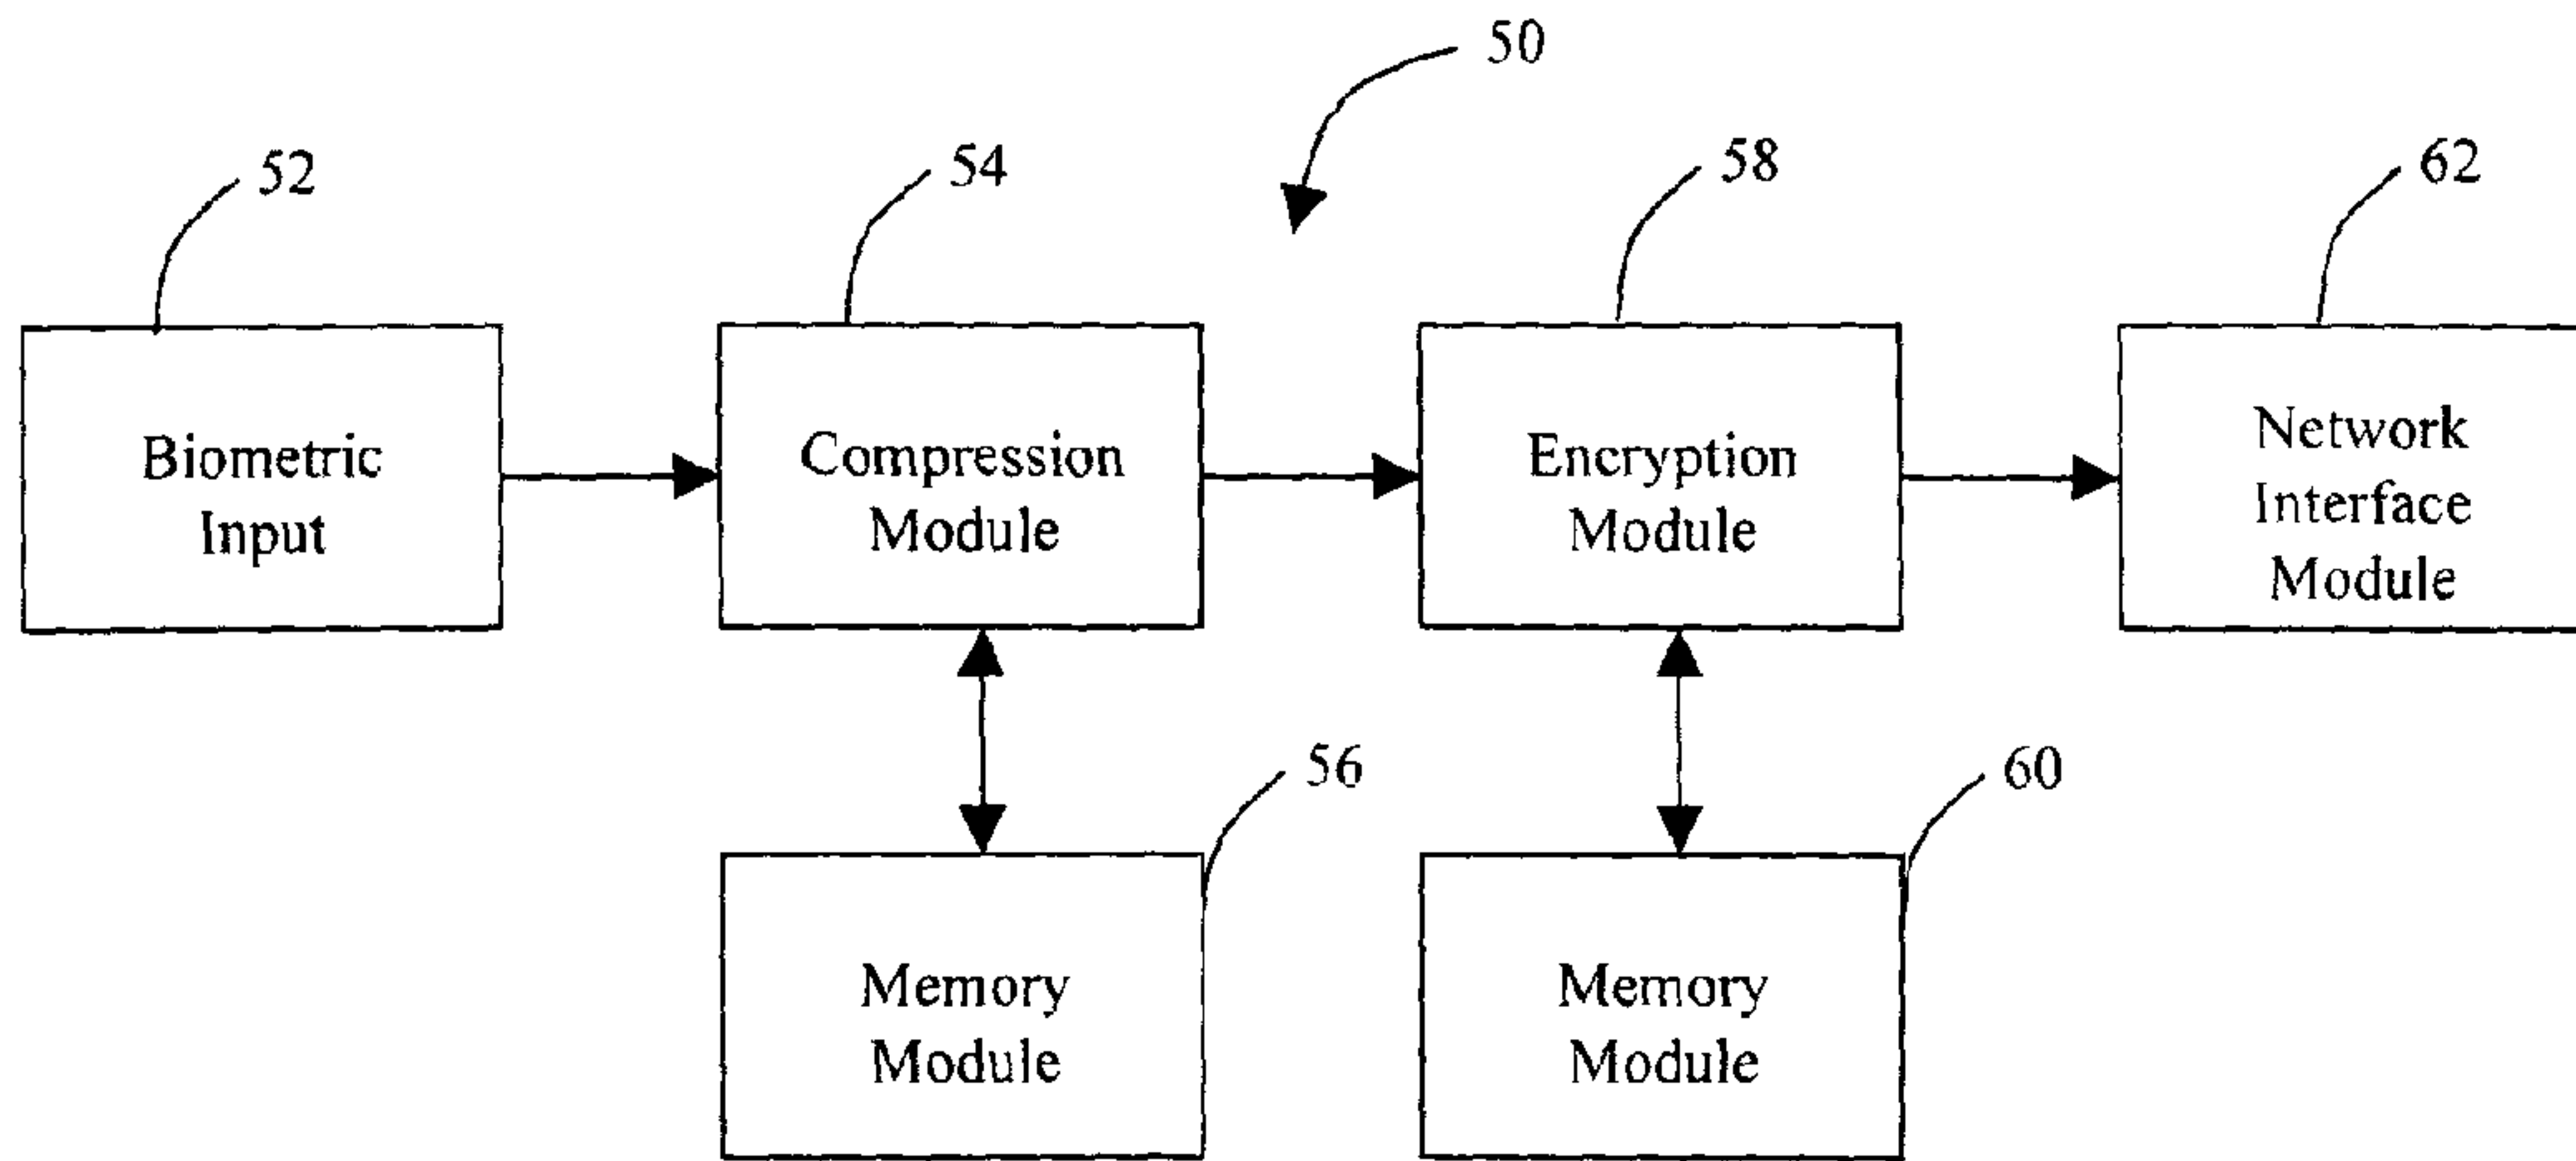 50
52
54
58
62
Biometric
Input
Compression
Module
Encryption
Module
Network
Interface
Module
56
60
Memory
Module
Memory
Module